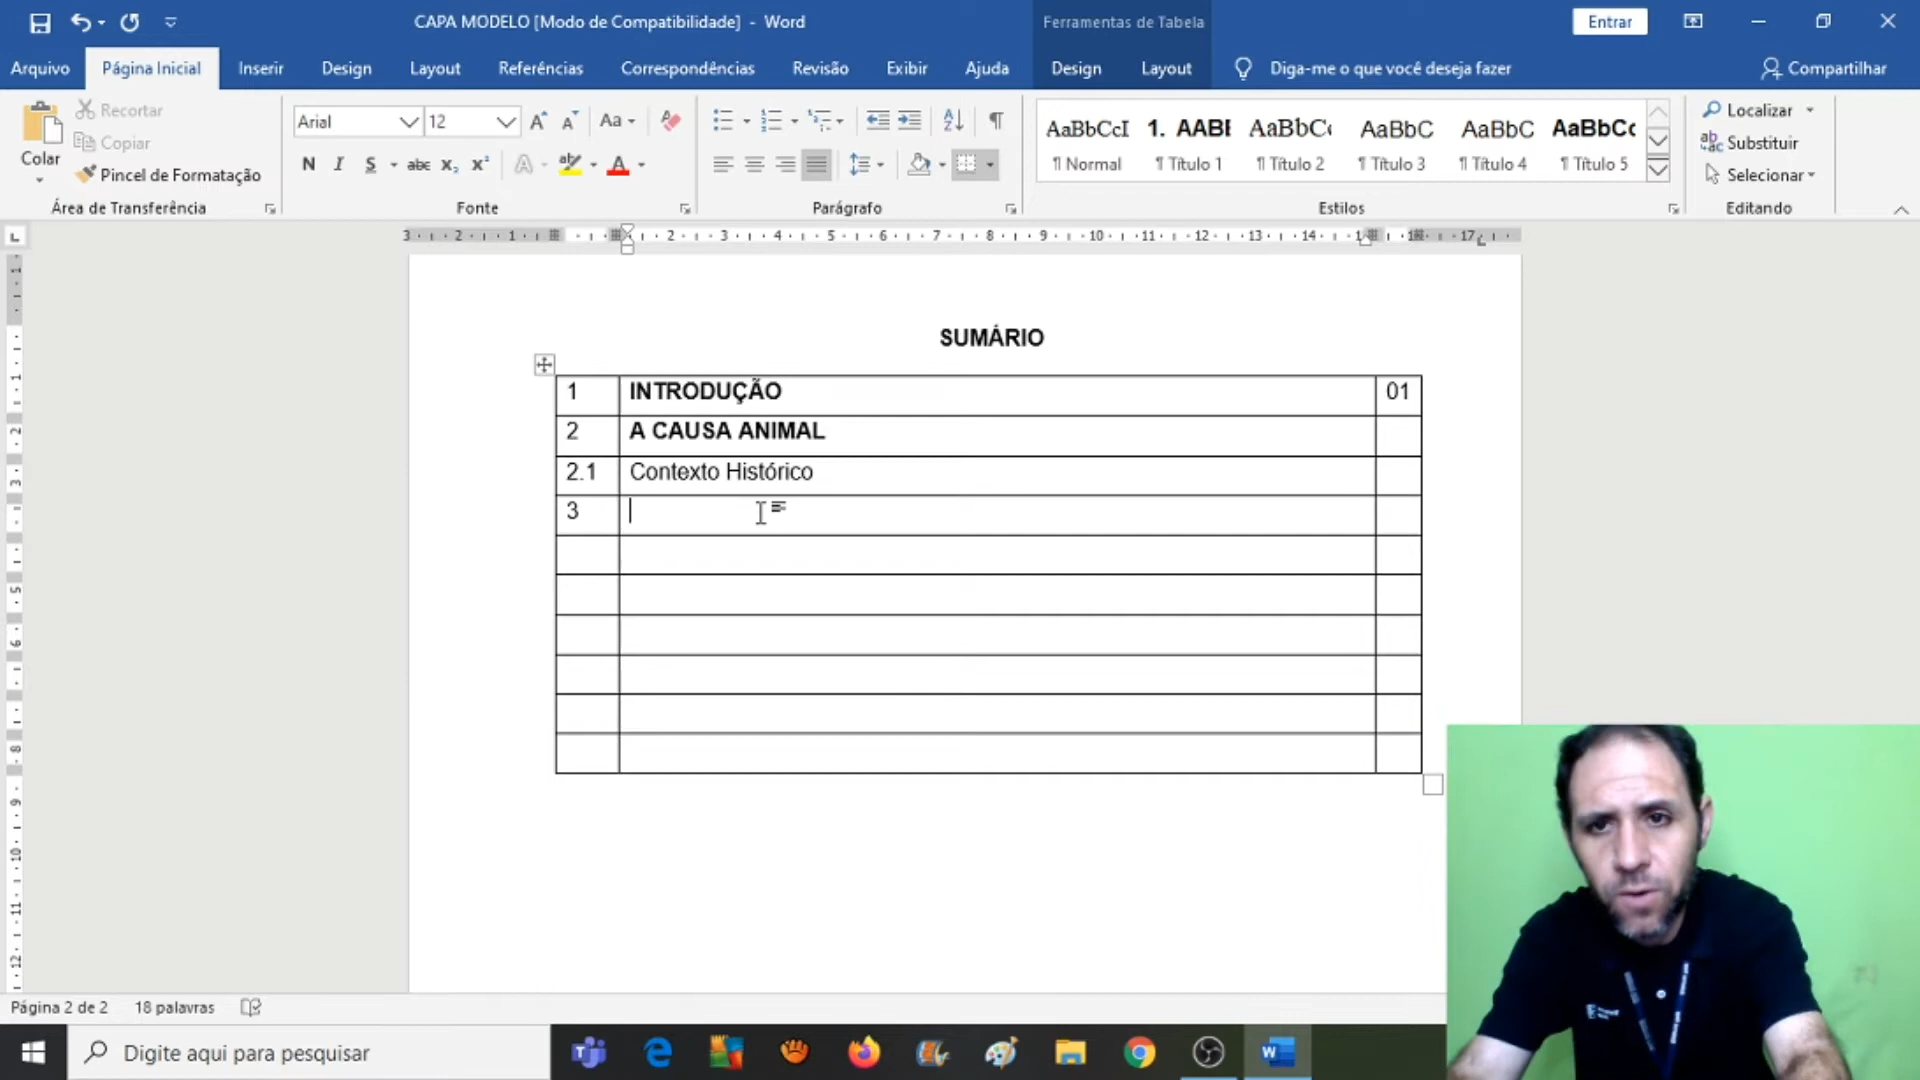 CAPA MODELO [Modo de Compatibilidade] - Word
Ferramentas de Tabela
Entrar
Arquivo Página Inicial Inserir Design Layout Referências Correspondências Revisão Exibir Ajuda Design Layout Diga-me o que você deseja fazer Compartilhar
Colar
Recortar
Copiar
Pincel de Formatação
Área de Transferência
Arial 12
Fonte
Parágrafo
AaBbCcI 1. AABI AaBbC AaBbC AaBbC AaBbCc
¶ Normal ¶ Título 1 ¶ Título 2 ¶ Título 3 ¶ Título 4 ¶ Título 5
Estilos
Localizar
Substituir
Selecionar
Editando
SUMÁRIO
1 INTRODUÇÃO 01
2 A CAUSA ANIMAL
2.1 Contexto Histórico
3
Página 2 de 2 18 palavras
Digite aqui para pesquisar